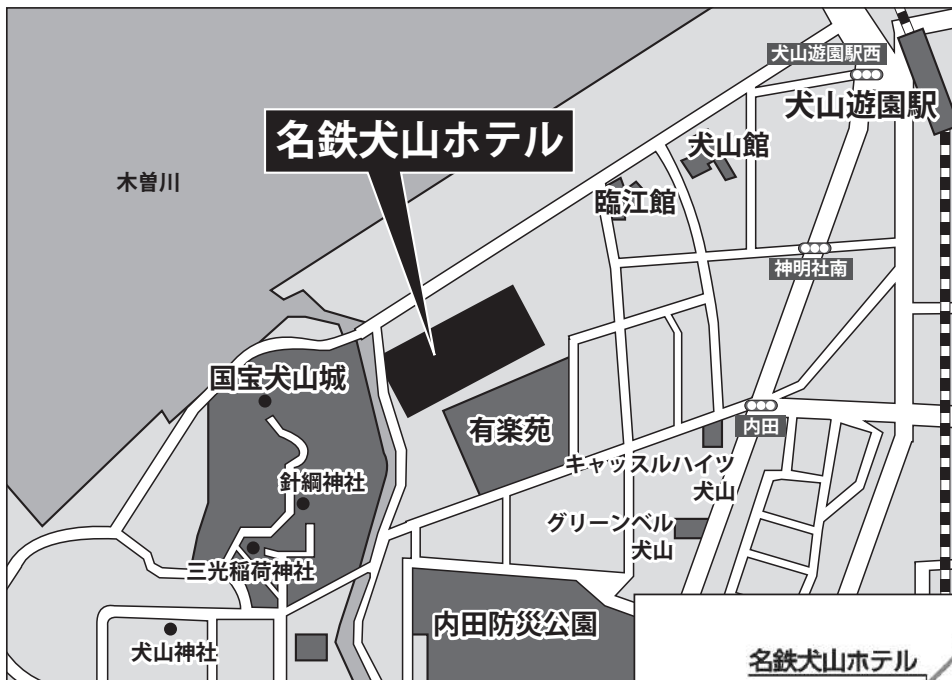 犬山遊園駅西
犬山遊園駅
名鉄犬山ホテル
犬山館
木曽川
臨江館
神明社南
国宝犬山城
有楽苑
内田
キャッスルハイツ
犬山
針綱神社
グリーンベル
犬山
三光稲荷神社
内田防災公園
犬山神社
名鉄犬山ホテル